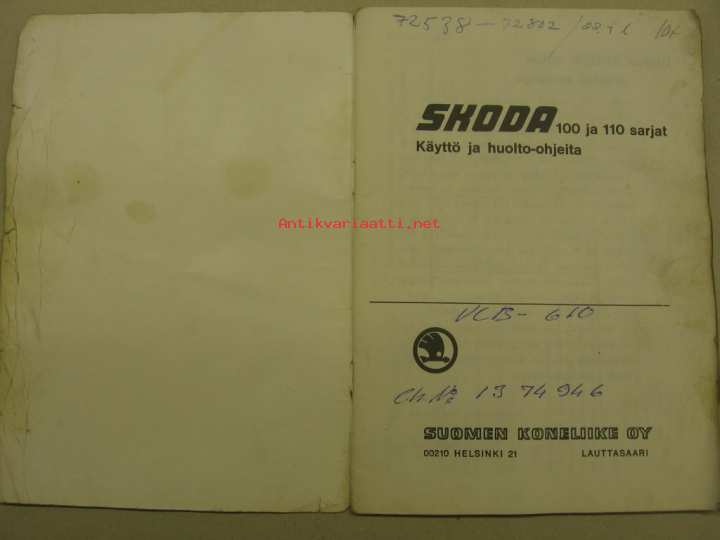 72538 - 72802 /
SKODA 100 ja 110 sarjat
Käyttö ja huolto-ohjeita
Antikvariaatti.net
VCB - 610
Ch.No 1374946
SUOMEN KONELIIKE OY
00210 HELSINKI 21 LAUTTASAARI